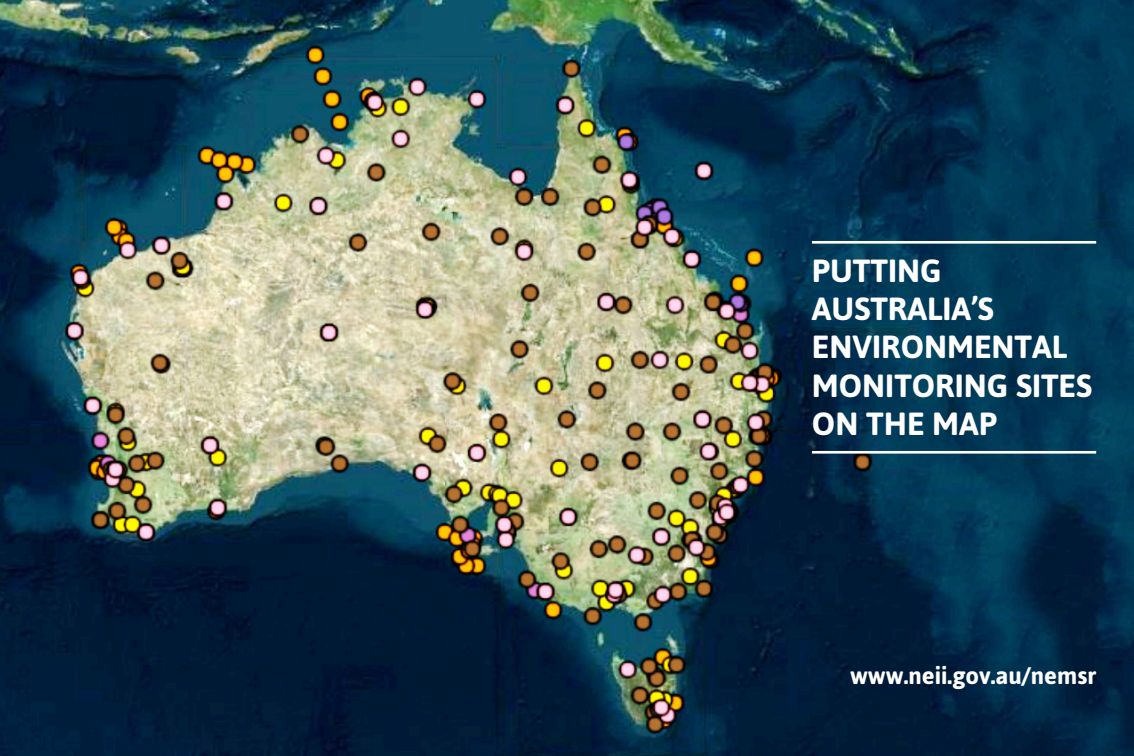 PUTTING
AUSTRALIA’S
ENVIRONMENTAL
MONITORING SITES
ON THE MAP
www.neii.gov.au/nemsr